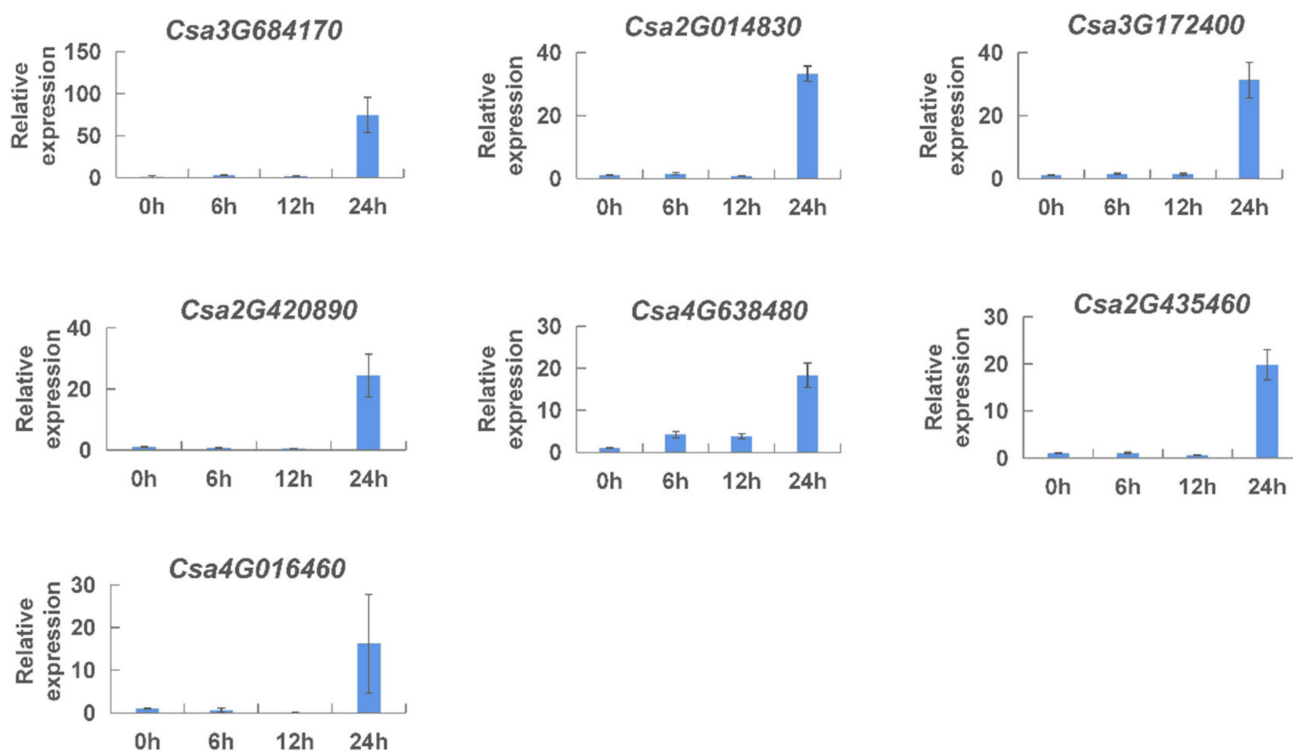 Csa3G684170
Relative
expression
150
100
50
0
0h 6h 12h 24h
Csa2G014830
Relative
expression
40
20
0
0h 6h 12h 24h
Csa3G172400
Relative
expression
40
20
0
0h 6h 12h 24h
Csa2G420890
Relative
expression
40
20
0
0h 6h 12h 24h
Csa4G638480
Relative
expression
30
20
10
0
0h 6h 12h 24h
Csa2G435460
Relative
expression
30
20
10
0
0h 6h 12h 24h
Csa4G016460
Relative
expression
30
20
10
0
0h 6h 12h 24h